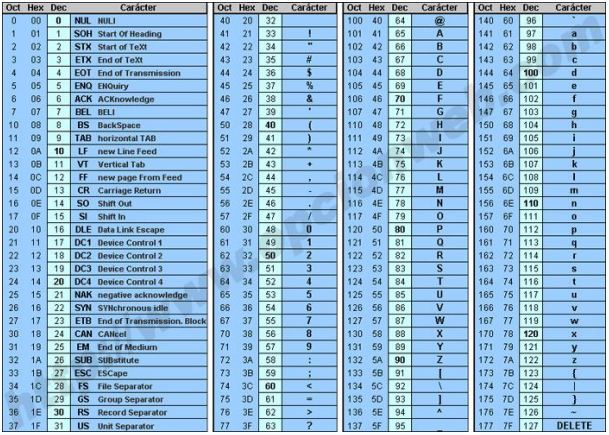 Oct Hex Dec Carácter Oct Hex Dec Carácter Oct Hex Dec Carácter Oct Hex Dec Carácter
0 00 0 NUL NULl 40 20 32 100 40 64 @ 140 60 96 `
1 01 1 SOH Start Of Heading 41 21 33 ! 101 41 65 A 141 61 97 a
2 02 2 STX Start of TeXt 42 22 34 " 102 42 66 B 142 62 98 b
3 03 3 ETX End of TeXt 43 23 35 # 103 43 67 C 143 63 99 c
4 04 4 EOT End of Transmission 44 24 36 $ 104 44 68 D 144 64 100 d
5 05 5 ENQ ENQuiry 45 25 37 % 105 45 69 E 145 65 101 e
6 06 6 ACK ACKnowledge 46 26 38 & 106 46 70 F 146 66 102 f
7 07 7 BEL BELl 47 27 39 ' 107 47 71 G 147 67 103 g
10 08 8 BS BackSpace 50 28 40 ( 110 48 72 H 150 68 104 h
11 09 9 TAB horizontal TAB 51 29 41 ) 111 49 73 I 151 69 105 i
12 0A 10 LF new Line Feed 52 2A 42 * 112 4A 74 J 152 6A 106 j
13 0B 11 VT Vertical Tab 53 2B 43 + 113 4B 75 K 153 6B 107 k
14 0C 12 FF new page From Feed 54 2C 44 , 114 4C 76 L 154 6C 108 l
15 0D 13 CR Carriage Return 55 2D 45 - 115 4D 77 M 155 6D 109 m
16 0E 14 SO Shift Out 56 2E 46 . 116 4E 78 N 156 6E 110 n
17 0F 15 SI Shift In 57 2F 47 / 117 4F 79 O 157 6F 111 o
20 10 16 DLE Data Link Escape 60 30 48 0 120 50 80 P 160 70 112 p
21 11 17 DC1 Device Control 1 61 31 49 1 121 51 81 Q 161 71 113 q
22 12 18 DC2 Device Control 2 62 32 50 2 122 52 82 R 162 72 114 r
23 13 19 DC3 Device Control 3 63 33 51 3 123 53 83 S 163 73 115 s
24 14 20 DC4 Device Control 4 64 34 52 4 124 54 84 T 164 74 116 t
25 15 21 NAK negative acknowledge 65 35 53 5 125 55 85 U 165 75 117 u
26 16 22 SYN SYNchronous idle 66 36 54 6 126 56 86 V 166 76 118 v
27 17 23 ETB End of Transmission. Block 67 37 55 7 127 57 87 W 167 77 119 w
30 18 24 CAN CANcel 70 38 56 8 130 58 88 X 170 78 120 x
31 19 25 EM End of Medium 71 39 57 9 131 59 89 Y 171 79 121 y
32 1A 26 SUB SUBstitute 72 3A 58 : 132 5A 90 Z 172 7A 122 z
33 1B 27 ESC ESCape 73 3B 59 ; 133 5B 91 [ 173 7B 123 {
34 1C 28 FS File Separator 74 3C 60 < 134 5C 92 \ 174 7C 124 |
35 1D 29 GS Group Separator 75 3D 61 = 135 5D 93 ] 175 7D 125 }
36 1E 30 RS Record Separator 76 3E 62 > 136 5E 94 ^ 176 7E 126 ~
37 1F 31 US Unit Separator 77 3F 63 ? 137 5F 95 _ 177 7F 127 DELETE